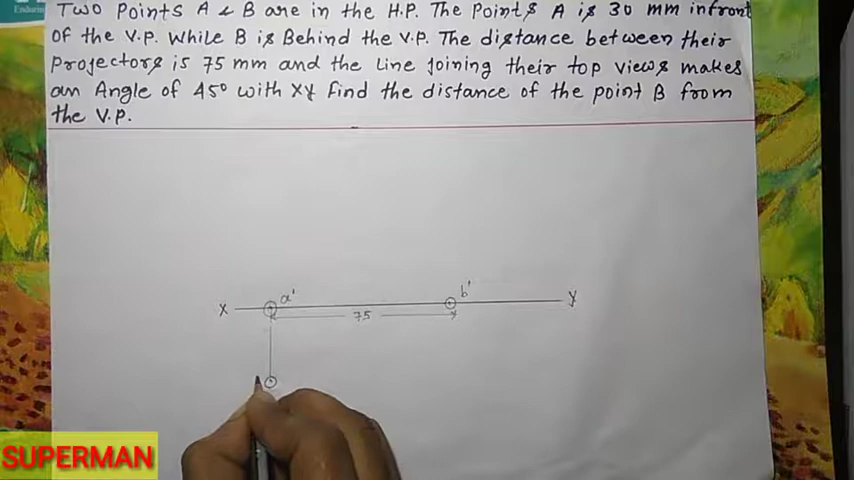 Two Points A & B are in the H.P. The Points A is 30 mm infront
of the V.P. While B is Behind the V.P. The distance between their
Projectors is 75 mm and the Line joining their top views makes
an Angle of 45° with XY Find the distance of the point B from
the V.P.
a' b'
X Y
75
SUPERMAN